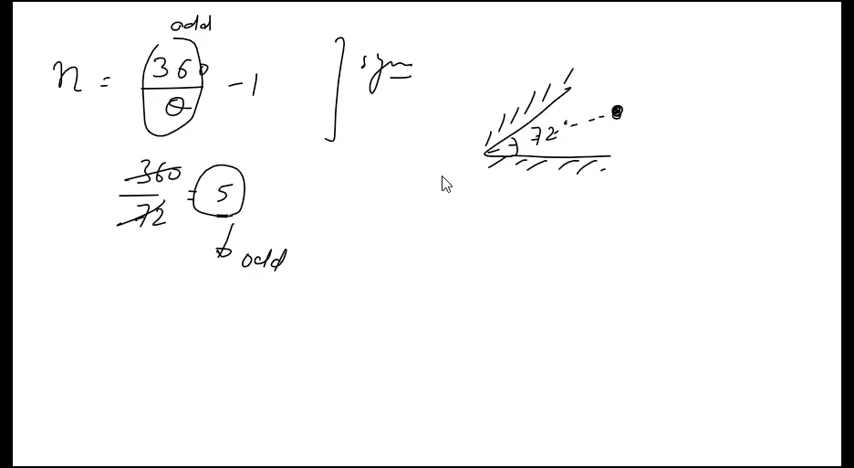 odd
n = 360/θ - 1 ] sym
72°
360/72 = 5
odd